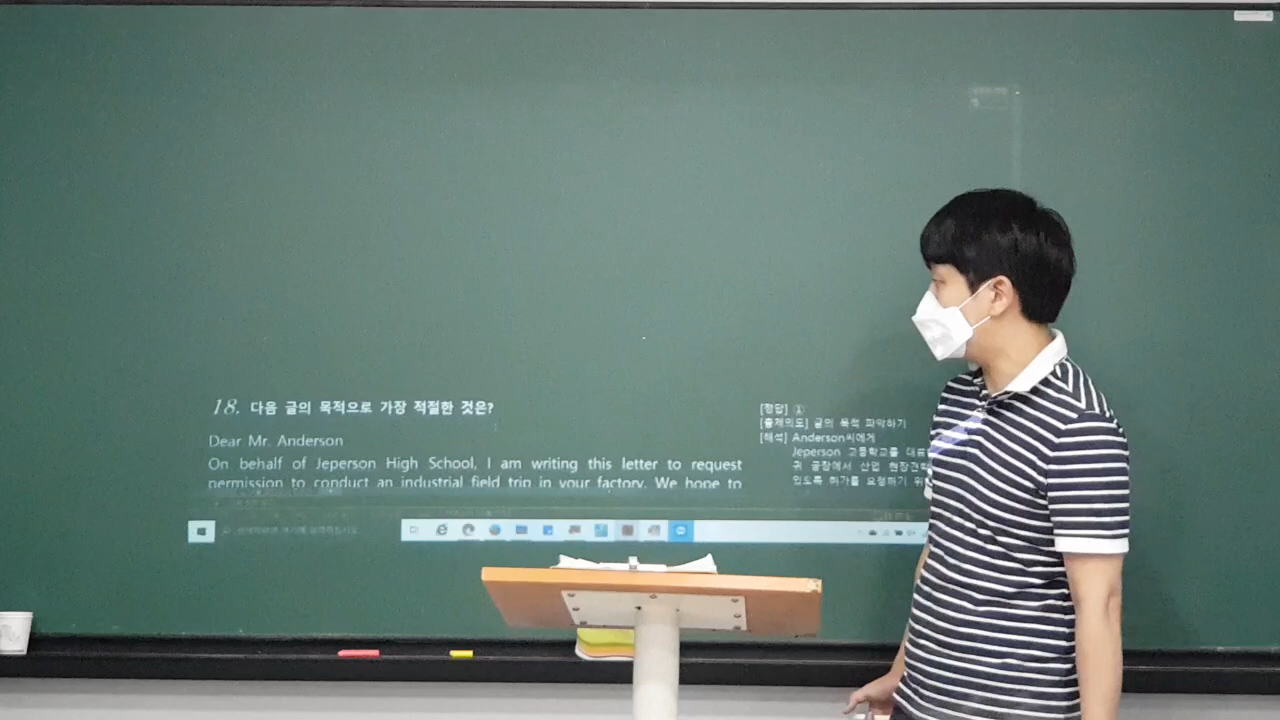 18. 다음 글의 목적으로 가장 적절한 것은?
Dear Mr. Anderson
On behalf of Jeperson High School, I am writing this letter to request
permission to conduct an industrial field trip in your factory. We hope to
[정답] ①
[출제의도] 글의 목적 파악하기
[해석] Anderson씨에게
Jeperson 고등학교를 대표
귀 공장에서 산업 현장견학
있도록 허가를 요청하기 위